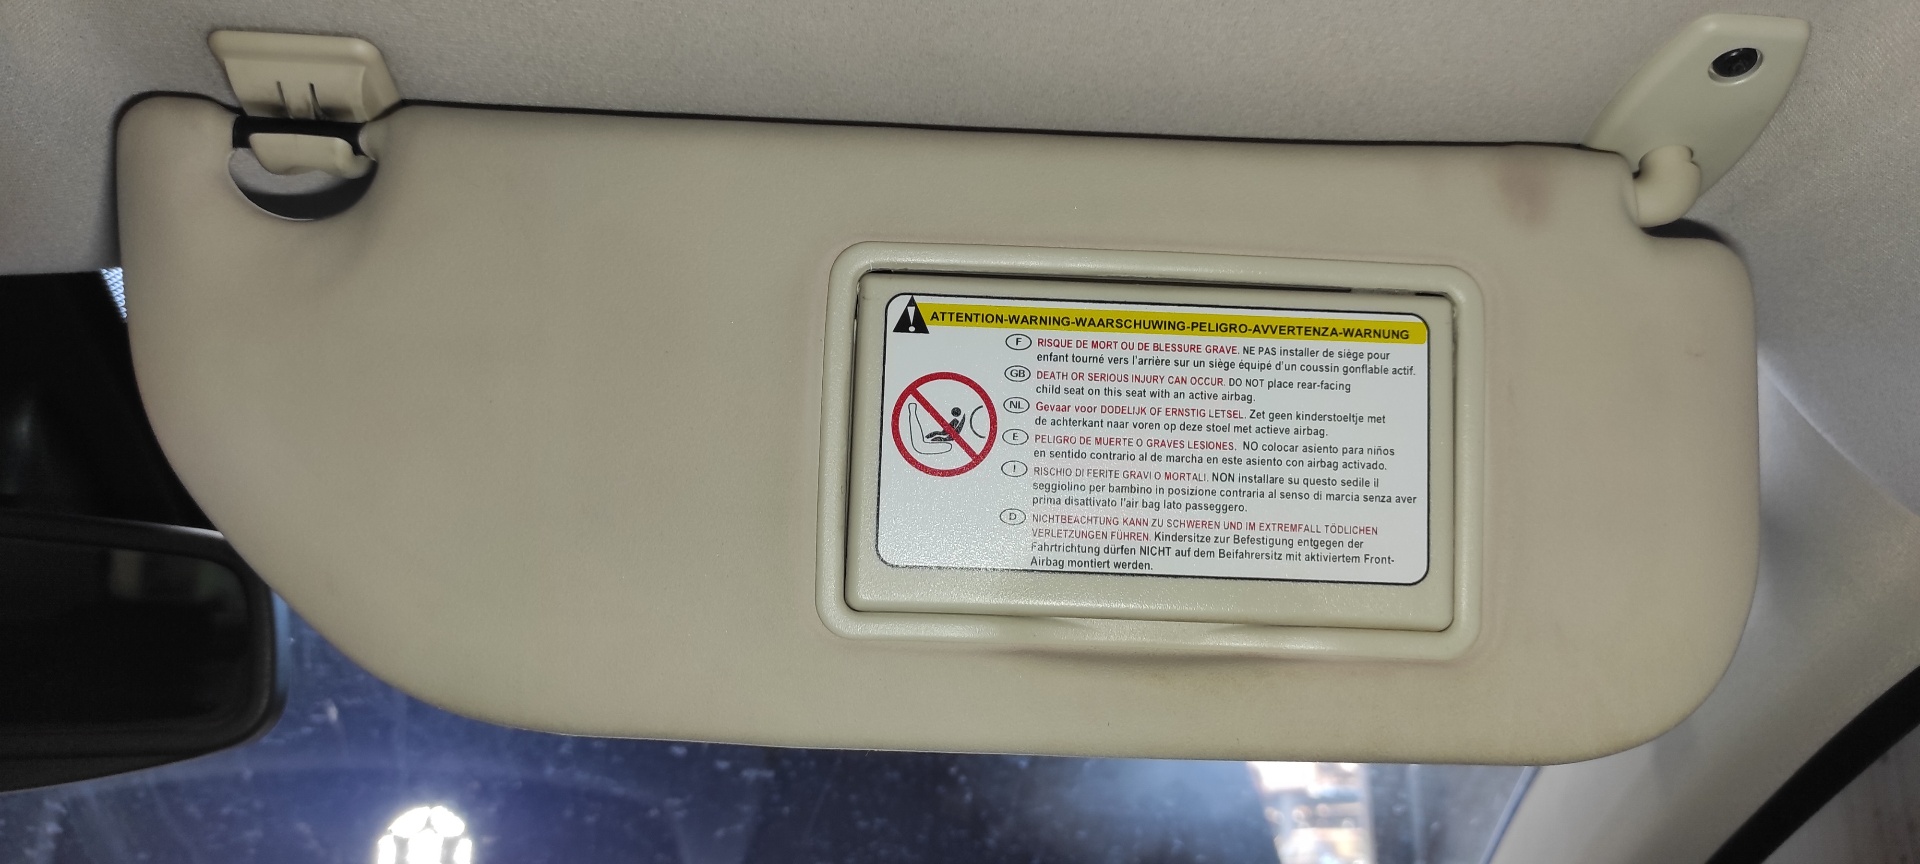 ATTENTION-WARNING-WAARSCHUWING-PELIGRO-AVVERTENZA-WARNUNG
F RISQUE DE MORT OU DE BLESSURE GRAVE. NE PAS installer de siège pour
enfant tourné vers l'arrière sur un siège équipé d'un coussin gonflable actif.
GB DEATH OR SERIOUS INJURY CAN OCCUR. DO NOT place rear-facing
child seat on this seat with an active airbag.
NL Gevaar voor DODELIJK OF ERNSTIG LETSEL. Zet geen kinderstoeltje met
de achterkant naar voren op deze stoel met actieve airbag.
E PELIGRO DE MUERTE O GRAVES LESIONES. NO colocar asiento para niños
en sentido contrario al de marcha en este asiento con airbag activado.
I RISCHIO DI FERITE GRAVI O MORTALI. NON installare su questo sedile il
seggiolino per bambino in posizione contraria al senso di marcia senza aver
prima disattivato l'air bag lato passeggero.
D NICHTBEACHTUNG KANN ZU SCHWEREN UND IM EXTREMFALL TÖDLICHEN
VERLETZUNGEN FÜHREN. Kindersitze zur Befestigung entgegen der
Fahrtrichtung dürfen NICHT auf dem Beifahrersitz mit aktiviertem Front-
Airbag montiert werden.